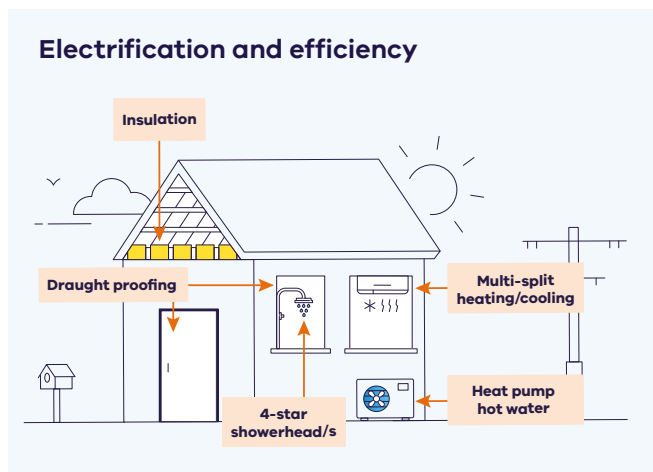 Electrification and efficiency
Insulation
Draught proofing
Multi-split
heating/cooling
4-star
showerhead/s
Heat pump
hot water